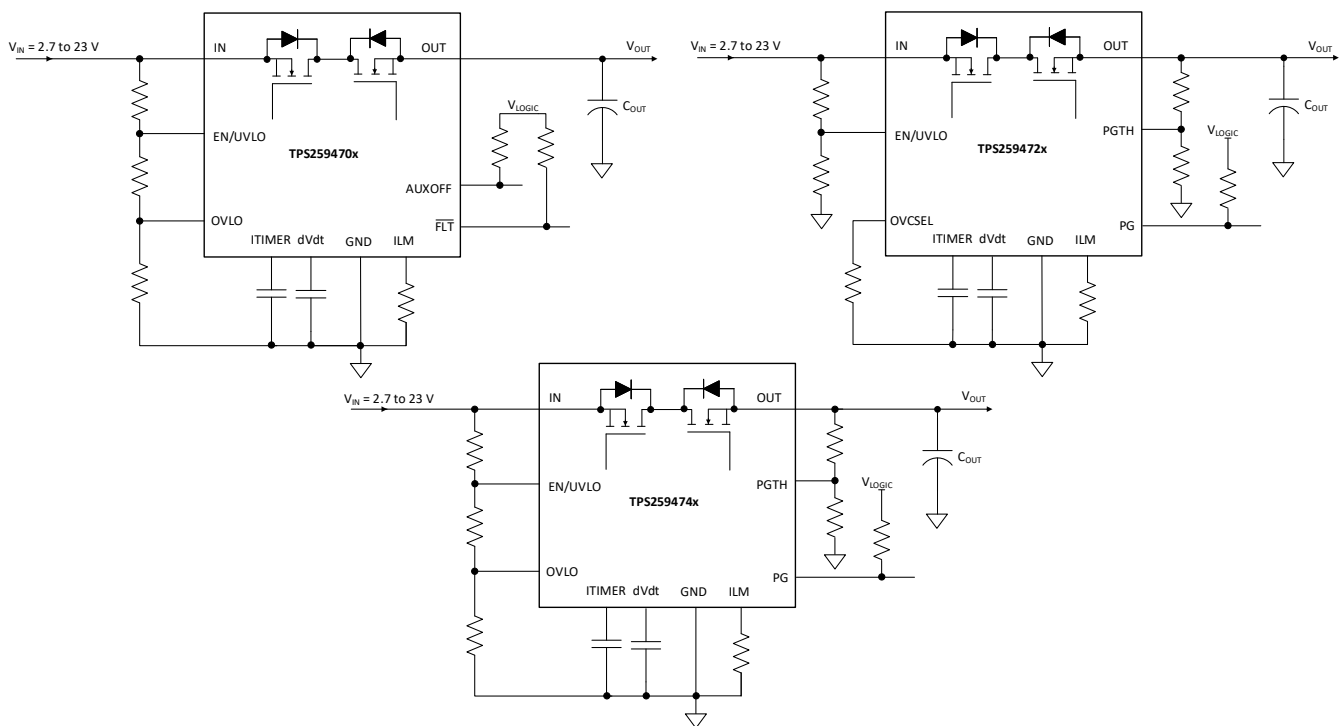 V_IN = 2.7 to 23 V
IN
OUT
V_OUT
C_OUT
V_LOGIC
EN/UVLO
TPS259470x
AUXOFF
OVLO
FLT
ITIMER dVdt GND ILM
V_IN = 2.7 to 23 V
IN
OUT
V_OUT
C_OUT
PGTH
V_LOGIC
EN/UVLO
TPS259472x
OVCSEL
PG
ITIMER dVdt GND ILM
V_IN = 2.7 to 23 V
IN
OUT
V_OUT
C_OUT
EN/UVLO
PGTH
V_LOGIC
TPS259474x
OVLO
PG
ITIMER dVdt GND ILM